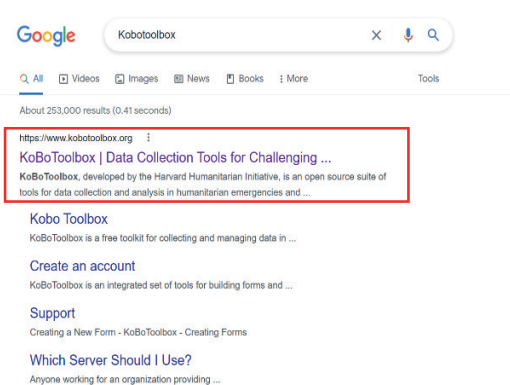 Google
Kobotoolbox
All Videos Images News Books More Tools
About 253,000 results (0.41 seconds)
https://www.kobotoolbox.org
KoBoToolbox | Data Collection Tools for Challenging ...
KoBoToolbox, developed by the Harvard Humanitarian Initiative, is an open source suite of
tools for data collection and analysis in humanitarian emergencies and ...
Kobo Toolbox
KoBoToolbox is a free toolkit for collecting and managing data in ...
Create an account
KoBoToolbox is an integrated set of tools for building forms and ...
Support
Creating a New Form - KoBoToolbox - Creating Forms
Which Server Should I Use?
Anyone working for an organization providing ...